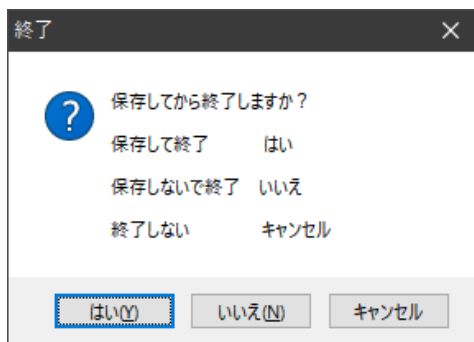 終了
保存してから終了しますか？
保存して終了　　　はい
保存しないで終了　いいえ
終了しない　　　　キャンセル
はい(Y)　いいえ(N)　キャンセル